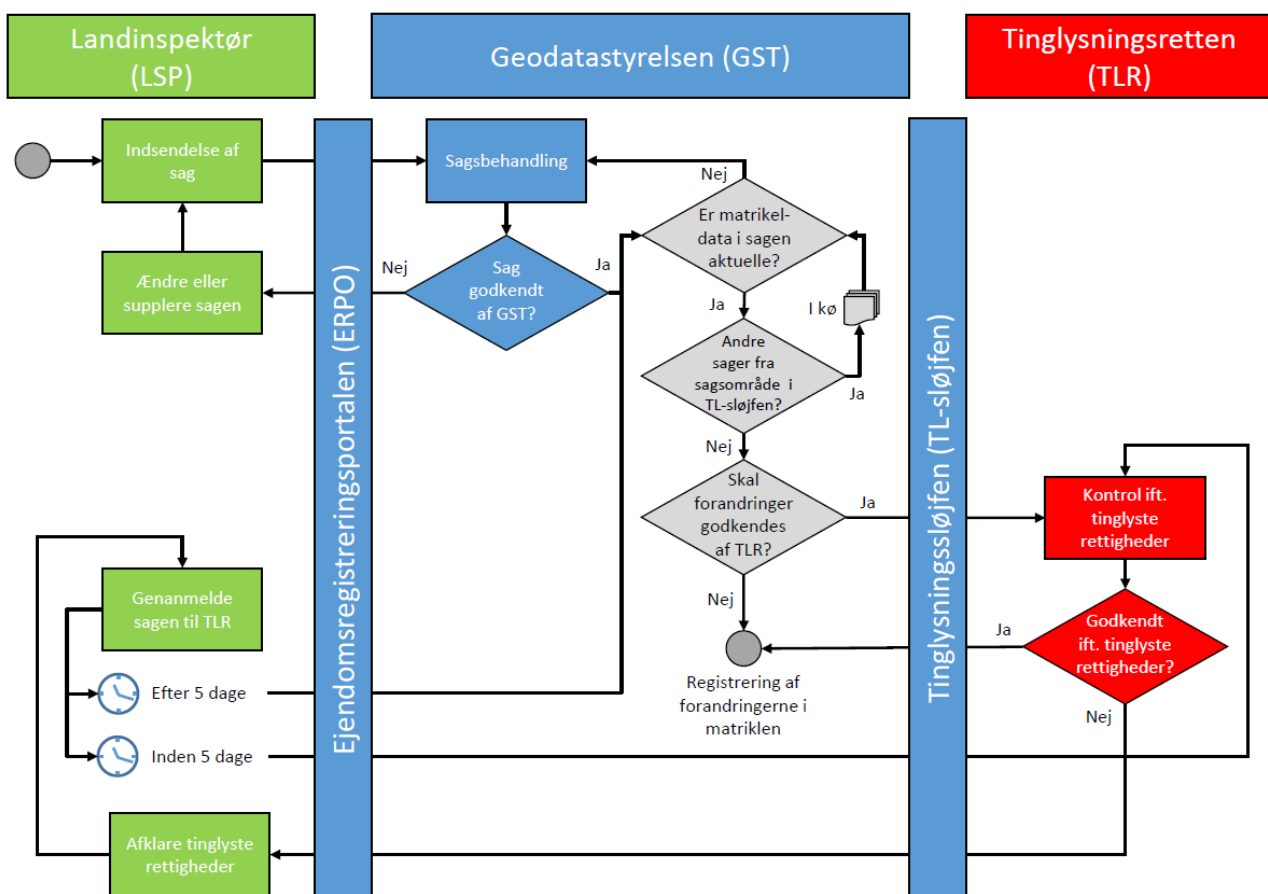 Landinspektør
(LSP)
Geodatastyrelsen (GST)
Tinglysningsretten
(TLR)
Indsendelse af
sag
Sagsbehandling
Nej
Er matrikel-
data i sagen
aktuelle?
Ændre eller
supplere sagen
Nej
Sag
godkendt
af GST?
Ja
Ja
I kø
Andre
sager fra
sagsområde i
TL-sløjfen?
Ja
Nej
Skal
forandringer
godkendes
af TLR?
Ja
Nej
Kontrol ift.
tinglyste
rettigheder
Genanmelde
sagen til TLR
Godkendt
ift. tinglyste
rettigheder?
Ja
Nej
Registrering af
forandringerne i
matriklen
Efter 5 dage
Inden 5 dage
Afklare tinglyste
rettigheder
Ejendomsregistreringsportalen (ERPO)
Tinglysningssløjfen (TL-sløjfen)